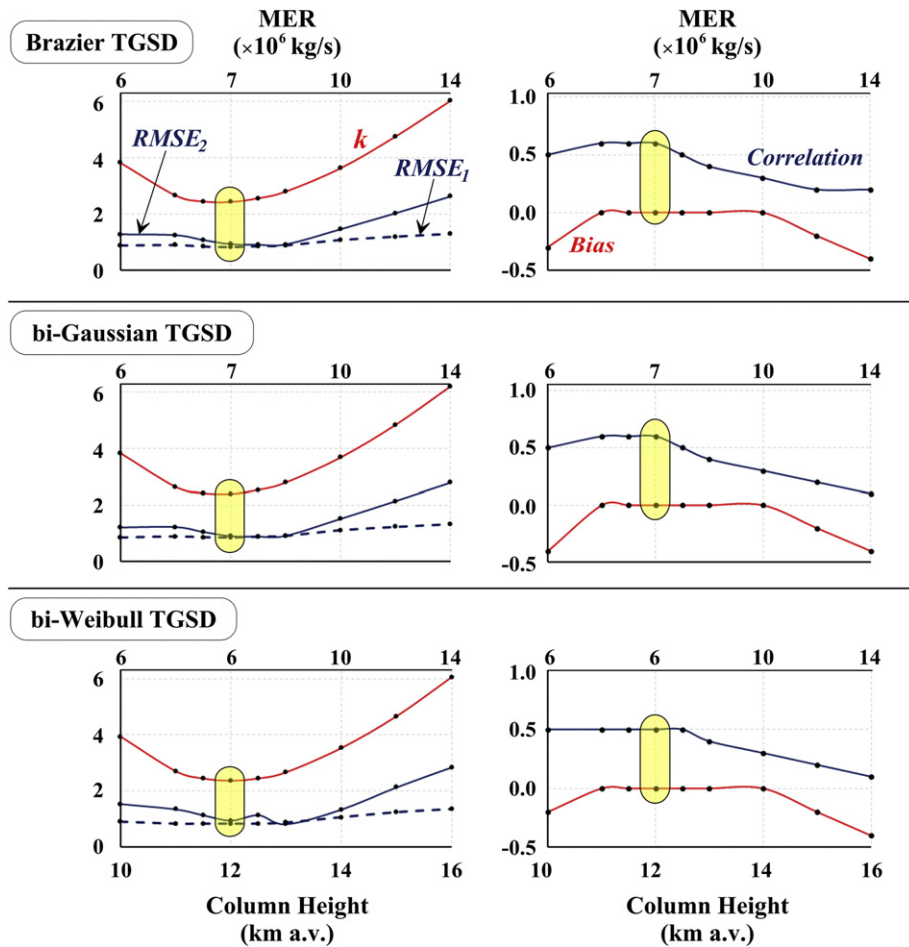 Brazier TGSD
MER
(×10⁶ kg/s)
MER
(×10⁶ kg/s)
6 7 10 14
6 7 10 14
6
4
2
0
RMSE₂
k
RMSE₁
1.0
0.5
0.0
-0.5
Correlation
Bias
bi-Gaussian TGSD
6 7 10 14
6 7 10 14
6
4
2
0
1.0
0.5
0.0
-0.5
bi-Weibull TGSD
6 6 10 14
6 6 10 14
6
4
2
0
1.0
0.5
0.0
-0.5
10 12 14 16
10 12 14 16
Column Height
(km a.v.)
Column Height
(km a.v.)